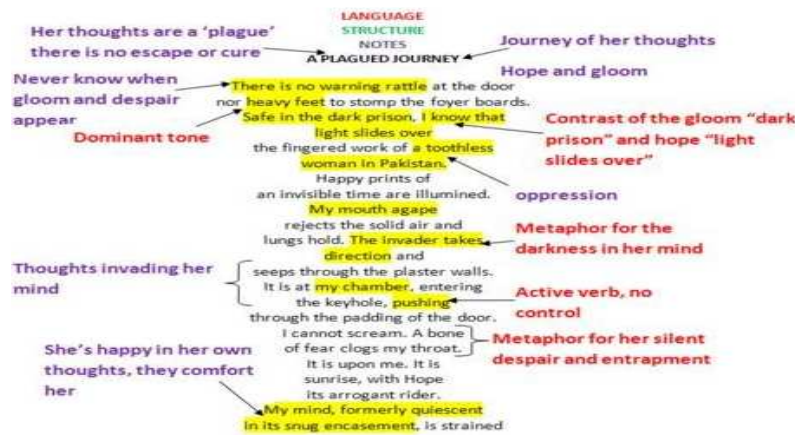 LANGUAGE
STRUCTURE
NOTES
A PLAGUED JOURNEY
Her thoughts are a ‘plague’
there is no escape or cure
Journey of her thoughts
Hope and gloom
Never know when
gloom and despair
appear
Dominant tone
There is no warning rattle at the door
nor heavy feet to stomp the foyer boards.
Safe in the dark prison, I know that
light slides over
the fingered work of a toothless
woman in Pakistan.
Happy prints of
an invisible time are illumined.
My mouth agape
rejects the solid air and
lungs hold. The invader takes
direction and
seeps through the plaster walls.
It is at my chamber, entering
the keyhole, pushing
through the padding of the door.
I cannot scream. A bone
of fear clogs my throat.
It is upon me. It is
sunrise, with Hope
its arrogant rider.
My mind, formerly quiescent
in its snug encasement, is strained
Contrast of the gloom “dark
prison” and hope “light
slides over”
oppression
Metaphor for the
darkness in her mind
Thoughts invading her
mind
Active verb, no
control
Metaphor for her silent
despair and entrapment
She’s happy in her own
thoughts, they comfort
her